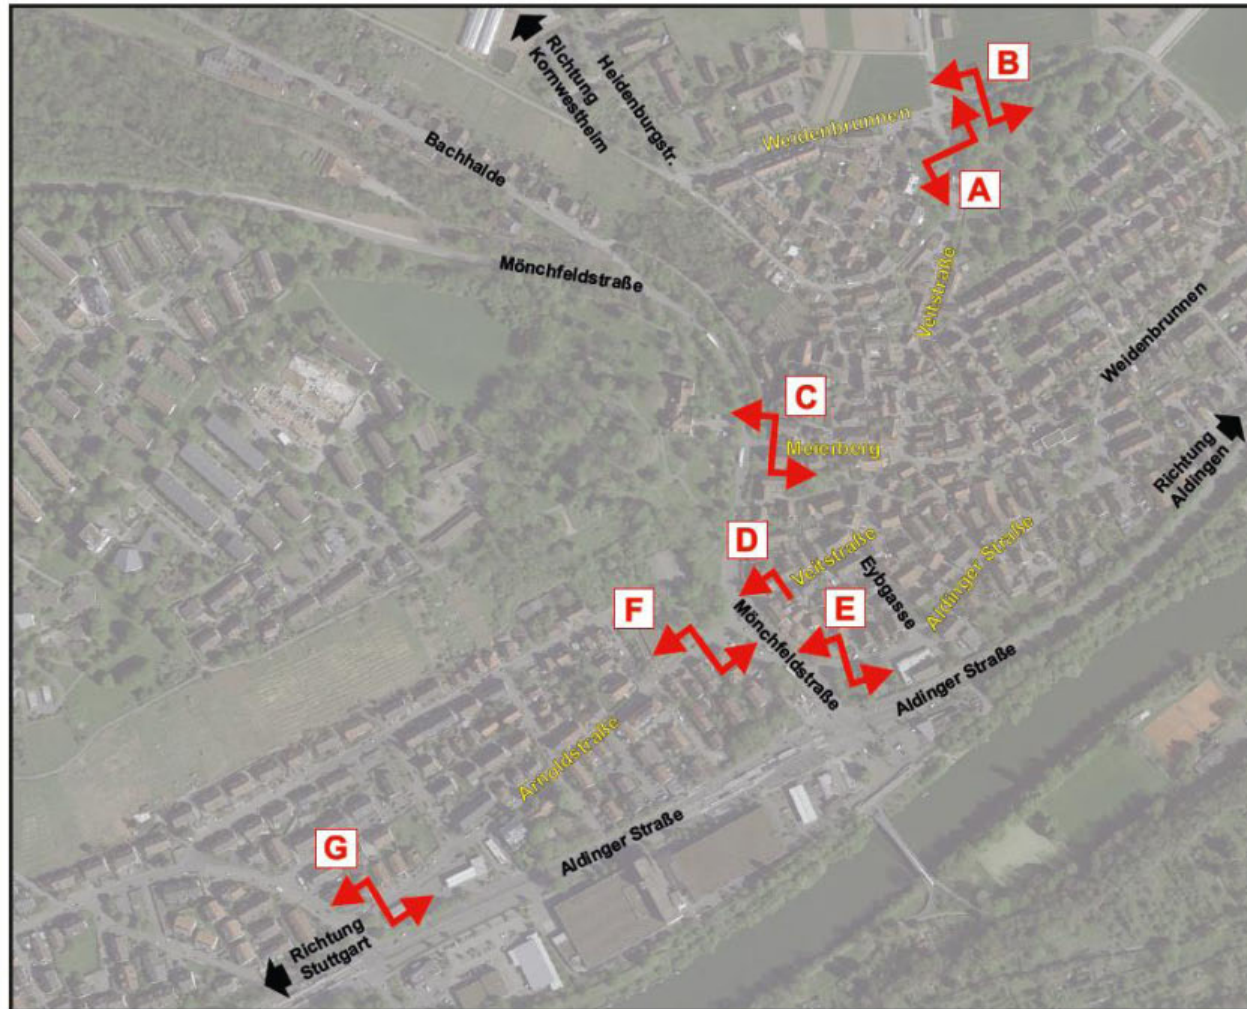 Richtung
Kornwestheim
Heidenburgstr.
B
Weidenbrunnen
Bachhalde
A
Mönchfeldstraße
Veitstraße
Weidenbrunnen
C
Meierberg
Richtung
Aldingen
D
Veitstraße
Eybgasse
Aldinger Straße
F
E
Mönchfeldstraße
Aldinger Straße
Arnoldstraße
Aldinger Straße
G
Richtung
Stuttgart